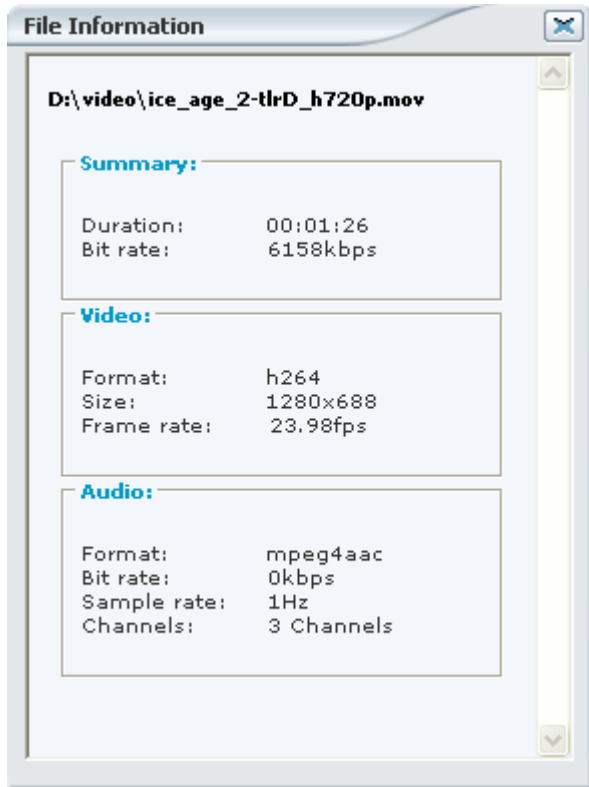 File Information
D:\video\ice_age_2-tlrD_h720p.mov
Summary:
Duration: 00:01:26
Bit rate: 6158kbps
Video:
Format: h264
Size: 1280x688
Frame rate: 23.98fps
Audio:
Format: mpeg4aac
Bit rate: 0kbps
Sample rate: 1Hz
Channels: 3 Channels